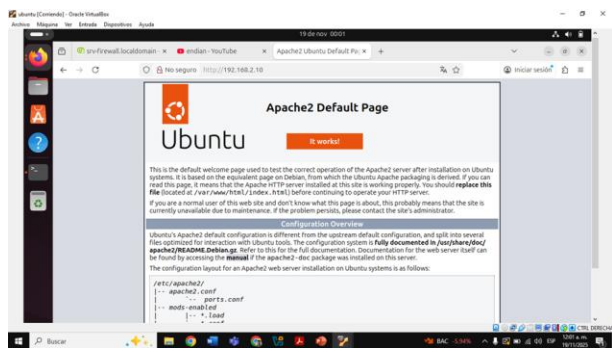 ubuntu [Corriendo] - Oracle VirtualBox
Archivo Máquina Ver Entrada Dispositivos Ayuda
19 de nov 00:01
srv-firewall.localdomain
endian - YouTube
Apache2 Ubuntu Default Pa
No seguro http://192.168.2.10
Iniciar sesión
Apache2 Default Page
Ubuntu
It works!
This is the default welcome page used to test the correct operation of the Apache2 server after installation on Ubuntu
systems. It is based on the equivalent page on Debian, from which the Ubuntu Apache packaging is derived. If you can
read this page, it means that the Apache HTTP server installed at this site is working properly. You should replace this
file (located at /var/www/html/index.html) before continuing to operate your HTTP server.
If you are a normal user of this web site and don't know what this page is about, this probably means that the site is
currently unavailable due to maintenance. If the problem persists, please contact the site's administrator.
Configuration Overview
Ubuntu's Apache2 default configuration is different from the upstream default configuration, and split into several
files optimized for interaction with Ubuntu tools. The configuration system is fully documented in /usr/share/doc/
apache2/README.Debian.gz. Refer to this for the full documentation. Documentation for the web server itself can
be found by accessing the manual if the apache2-doc package was installed on this server.
The configuration layout for an Apache2 web server installation on Ubuntu systems is as follows:
/etc/apache2/
|-- apache2.conf
|   `-- ports.conf
|-- mods-enabled
|   |-- *.load
CTRL DERECHA
Buscar
BAC -5.94%
ESP
12:01 a. m.
19/11/2025